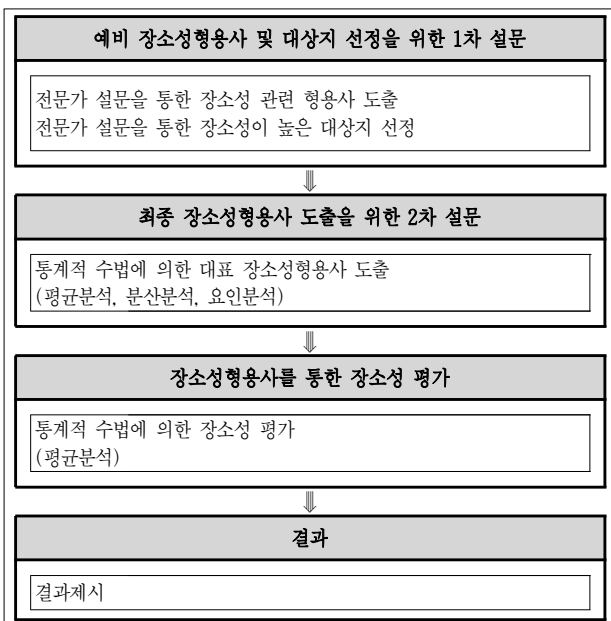 예비 장소성형용사 및 대상지 선정을 위한 1차 설문
전문가 설문을 통한 장소성 관련 형용사 도출
전문가 설문을 통한 장소성이 높은 대상지 선정
⇓
최종 장소성형용사 도출을 위한 2차 설문
통계적 수법에 의한 대표 장소성형용사 도출
(평균분석, 분산분석, 요인분석)
⇓
장소성형용사를 통한 장소성 평가
통계적 수법에 의한 장소성 평가
(평균분석)
⇓
결과
결과제시